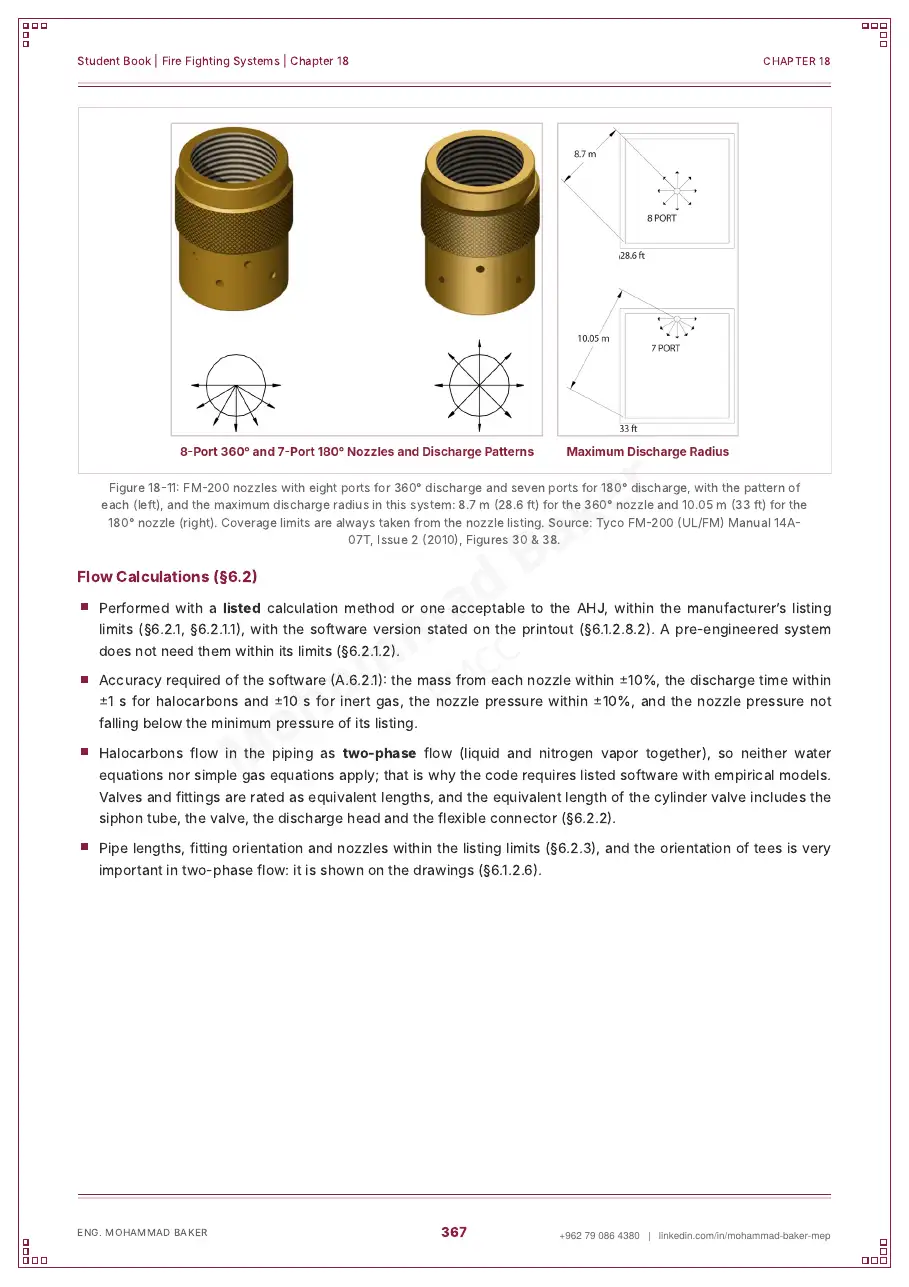 Student Book | Fire Fighting Systems | Chapter 18
CHAPTER 18
8.7 m
8 PORT
28.6 ft
10.05 m
7 PORT
33 ft
8-Port 360° and 7-Port 180° Nozzles and Discharge Patterns
Maximum Discharge Radius
Figure 18-11: FM-200 nozzles with eight ports for 360° discharge and seven ports for 180° discharge, with the pattern of
each (left), and the maximum discharge radius in this system: 8.7 m (28.6 ft) for the 360° nozzle and 10.05 m (33 ft) for the
180° nozzle (right). Coverage limits are always taken from the nozzle listing. Source: Tyco FM-200 (UL/FM) Manual 14A-
07T, Issue 2 (2010), Figures 30 & 38.
Flow Calculations (§6.2)
Performed with a listed calculation method or one acceptable to the AHJ, within the manufacturer’s listing
limits (§6.2.1, §6.2.1.1), with the software version stated on the printout (§6.1.2.8.2). A pre-engineered system
does not need them within its limits (§6.2.1.2).
Accuracy required of the software (A.6.2.1): the mass from each nozzle within ±10%, the discharge time within
±1 s for halocarbons and ±10 s for inert gas, the nozzle pressure within ±10%, and the nozzle pressure not
falling below the minimum pressure of its listing.
Halocarbons flow in the piping as two-phase flow (liquid and nitrogen vapor together), so neither water
equations nor simple gas equations apply; that is why the code requires listed software with empirical models.
Valves and fittings are rated as equivalent lengths, and the equivalent length of the cylinder valve includes the
siphon tube, the valve, the discharge head and the flexible connector (§6.2.2).
Pipe lengths, fitting orientation and nozzles within the listing limits (§6.2.3), and the orientation of tees is very
important in two-phase flow: it is shown on the drawings (§6.1.2.6).
Mohammad Baker
ENG. MOHAMMAD BAKER
367
+962 79 086 4380 | linkedin.com/in/mohammad-baker-mep